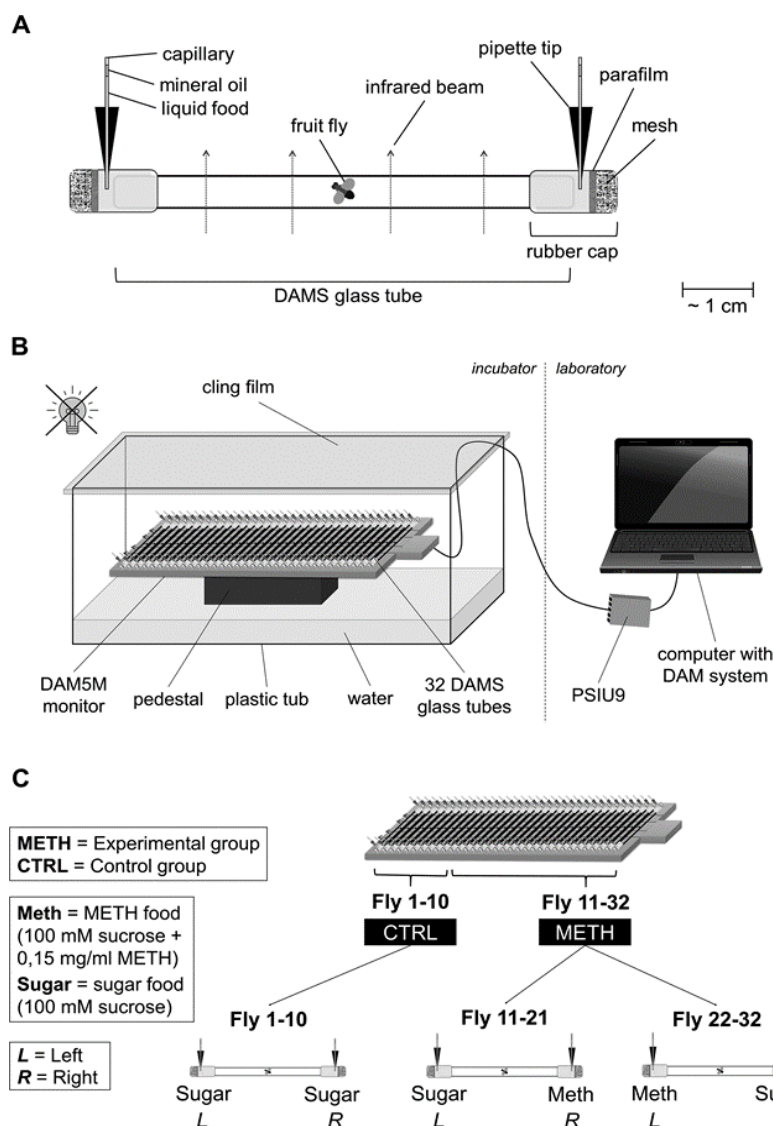 A
capillary
mineral oil
liquid food
fruit fly
infrared beam
pipette tip
parafilm
mesh
rubber cap
DAMS glass tube
~ 1 cm
B
cling film
incubator
laboratory
DAM5M
monitor
pedestal
plastic tub
water
32 DAMS
glass tubes
PSIU9
computer with
DAM system
C
METH = Experimental group
CTRL = Control group
Meth = METH food
(100 mM sucrose +
0,15 mg/ml METH)
Sugar = sugar food
(100 mM sucrose)
L = Left
R = Right
Fly 1-10
CTRL
Fly 11-32
METH
Fly 1-10
Fly 11-21
Fly 22-32
Sugar
Sugar
Sugar
Meth
Meth
L
R
L
R
L